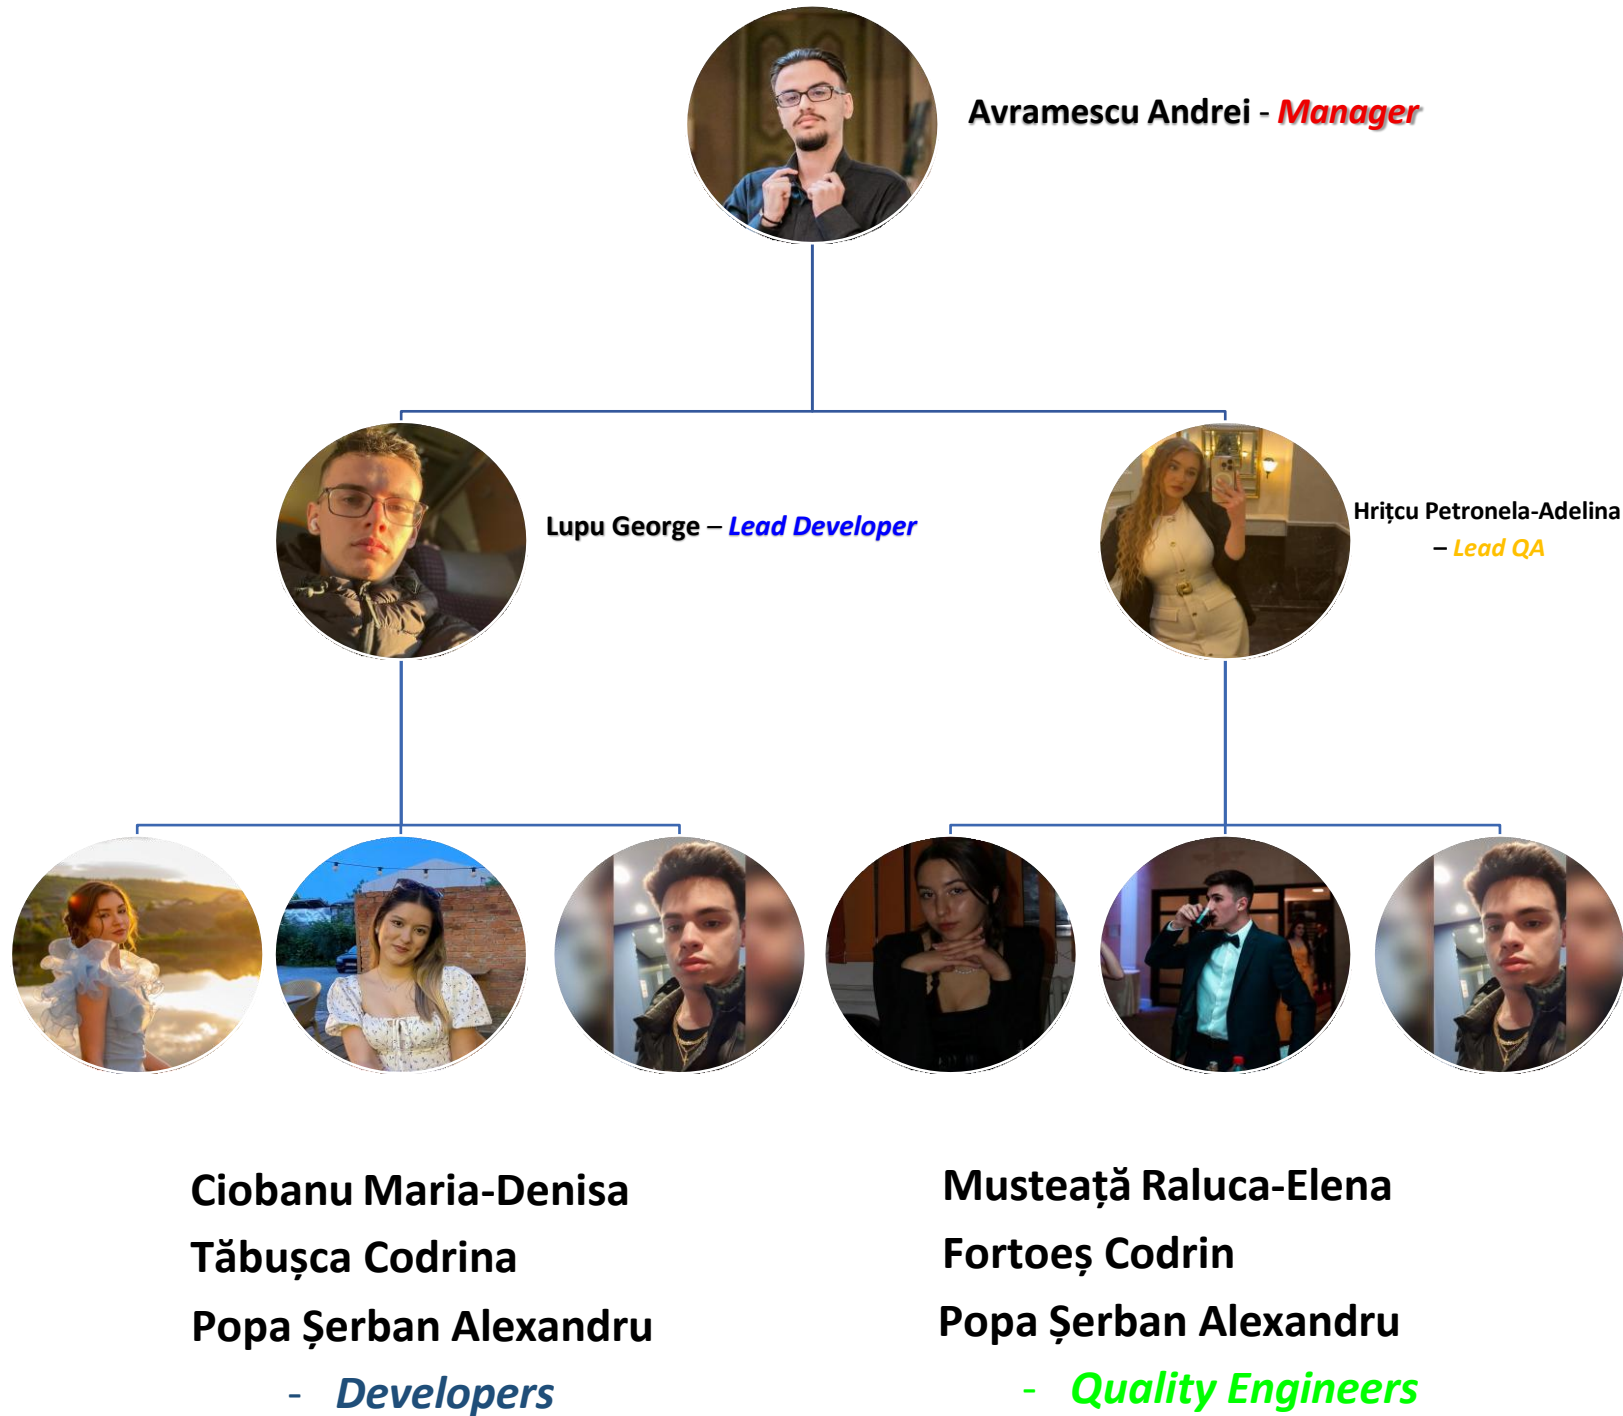 Avramescu Andrei - Manager
Lupu George – Lead Developer
Hrițcu Petronela-Adelina
– Lead QA
Ciobanu Maria-Denisa
Tăbușca Codrina
Popa Șerban Alexandru
- Developers
Musteață Raluca-Elena
Fortoeș Codrin
Popa Șerban Alexandru
- Quality Engineers